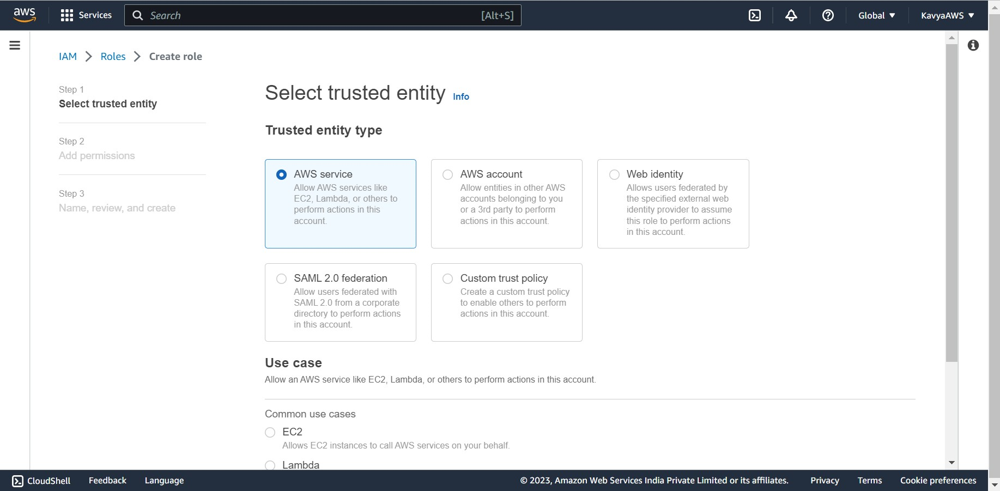 aws
Services
Search
[Alt+S]
Global
KavyaAWS
IAM
Roles
Create role
Step 1
Select trusted entity
Step 2
Add permissions
Step 3
Name, review, and create
Select trusted entity Info
Trusted entity type
AWS service
Allow AWS services like
EC2, Lambda, or others to
perform actions in this
account.
AWS account
Allow entities in other AWS
accounts belonging to you
or a 3rd party to perform
actions in this account.
Web identity
Allows users federated by
the specified external web
identity provider to assume
this role to perform actions
in this account.
SAML 2.0 federation
Allow users federated with
SAML 2.0 from a corporate
directory to perform actions
in this account.
Custom trust policy
Create a custom trust policy
to enable others to perform
actions in this account.
Use case
Allow an AWS service like EC2, Lambda, or others to perform actions in this account.
Common use cases
EC2
Allows EC2 instances to call AWS services on your behalf.
Lambda
CloudShell
Feedback
Language
© 2023, Amazon Web Services India Private Limited or its affiliates.
Privacy
Terms
Cookie preferences